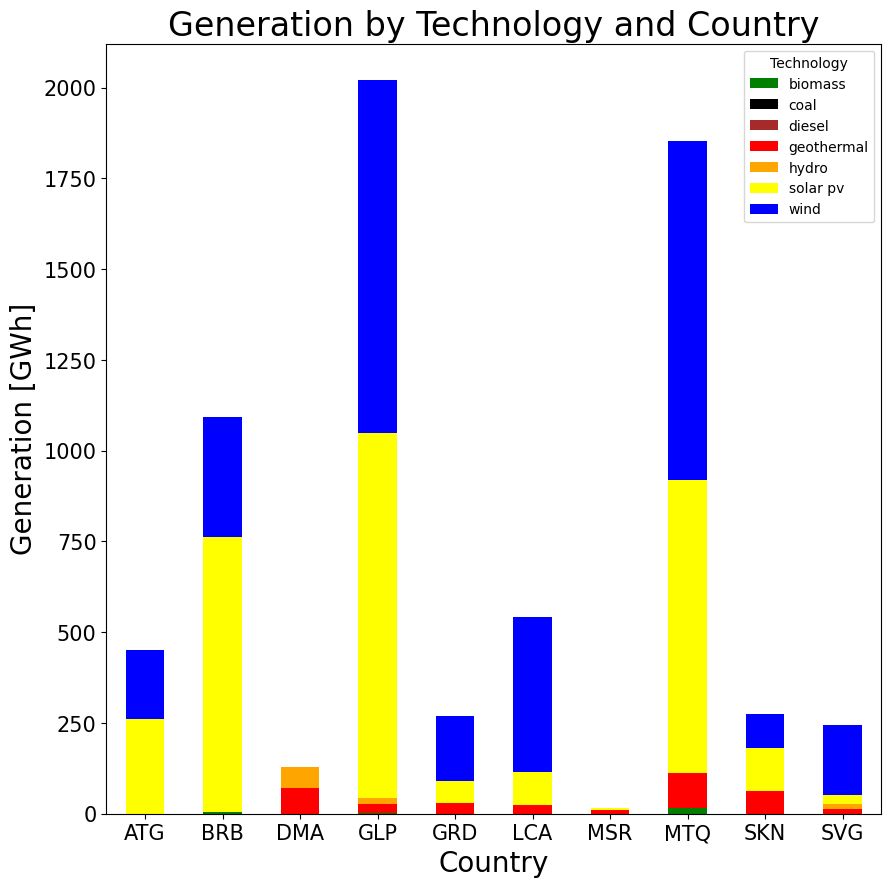 Generation by Technology and Country
Technology
biomass
coal
diesel
geothermal
hydro
solar pv
wind
Generation [GWh]
2000
1750
1500
1250
1000
750
500
250
0
ATG BRB DMA GLP GRD LCA MSR MTQ SKN SVG
Country